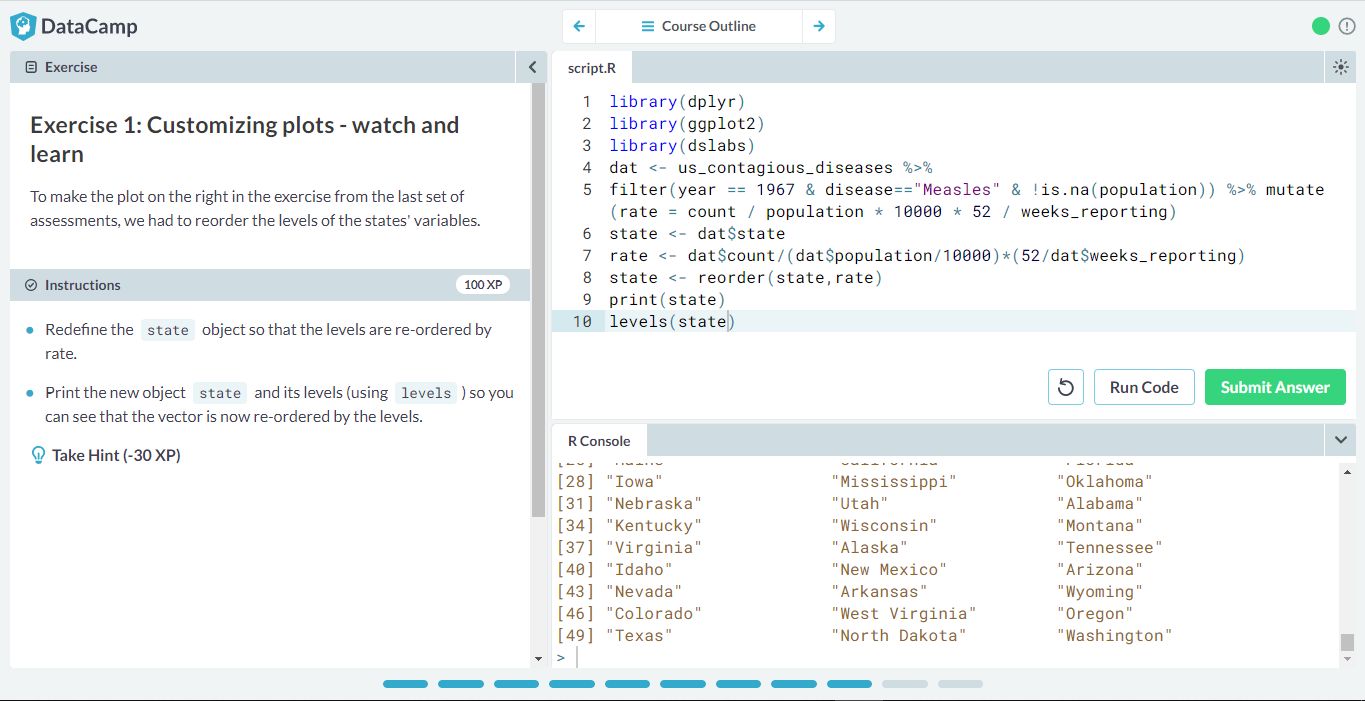 DataCamp
Course Outline
Exercise
Exercise 1: Customizing plots - watch and
learn
To make the plot on the right in the exercise from the last set of
assessments, we had to reorder the levels of the states' variables.
Instructions
100 XP
Redefine the state object so that the levels are re-ordered by
rate.
Print the new object state and its levels (using levels ) so you
can see that the vector is now re-ordered by the levels.
Take Hint (-30 XP)
script.R
1 library(dplyr)
2 library(ggplot2)
3 library(dslabs)
4 dat <- us_contagious_diseases %>%
5 filter(year == 1967 & disease=="Measles" & !is.na(population)) %>% mutate
(rate = count / population * 10000 * 52 / weeks_reporting)
6 state <- dat$state
7 rate <- dat$count/(dat$population/10000)*(52/dat$weeks_reporting)
8 state <- reorder(state,rate)
9 print(state)
10 levels(state)
Run Code
Submit Answer
R Console
[28] "Iowa" "Mississippi" "Oklahoma"
[31] "Nebraska" "Utah" "Alabama"
[34] "Kentucky" "Wisconsin" "Montana"
[37] "Virginia" "Alaska" "Tennessee"
[40] "Idaho" "New Mexico" "Arizona"
[43] "Nevada" "Arkansas" "Wyoming"
[46] "Colorado" "West Virginia" "Oregon"
[49] "Texas" "North Dakota" "Washington"
>